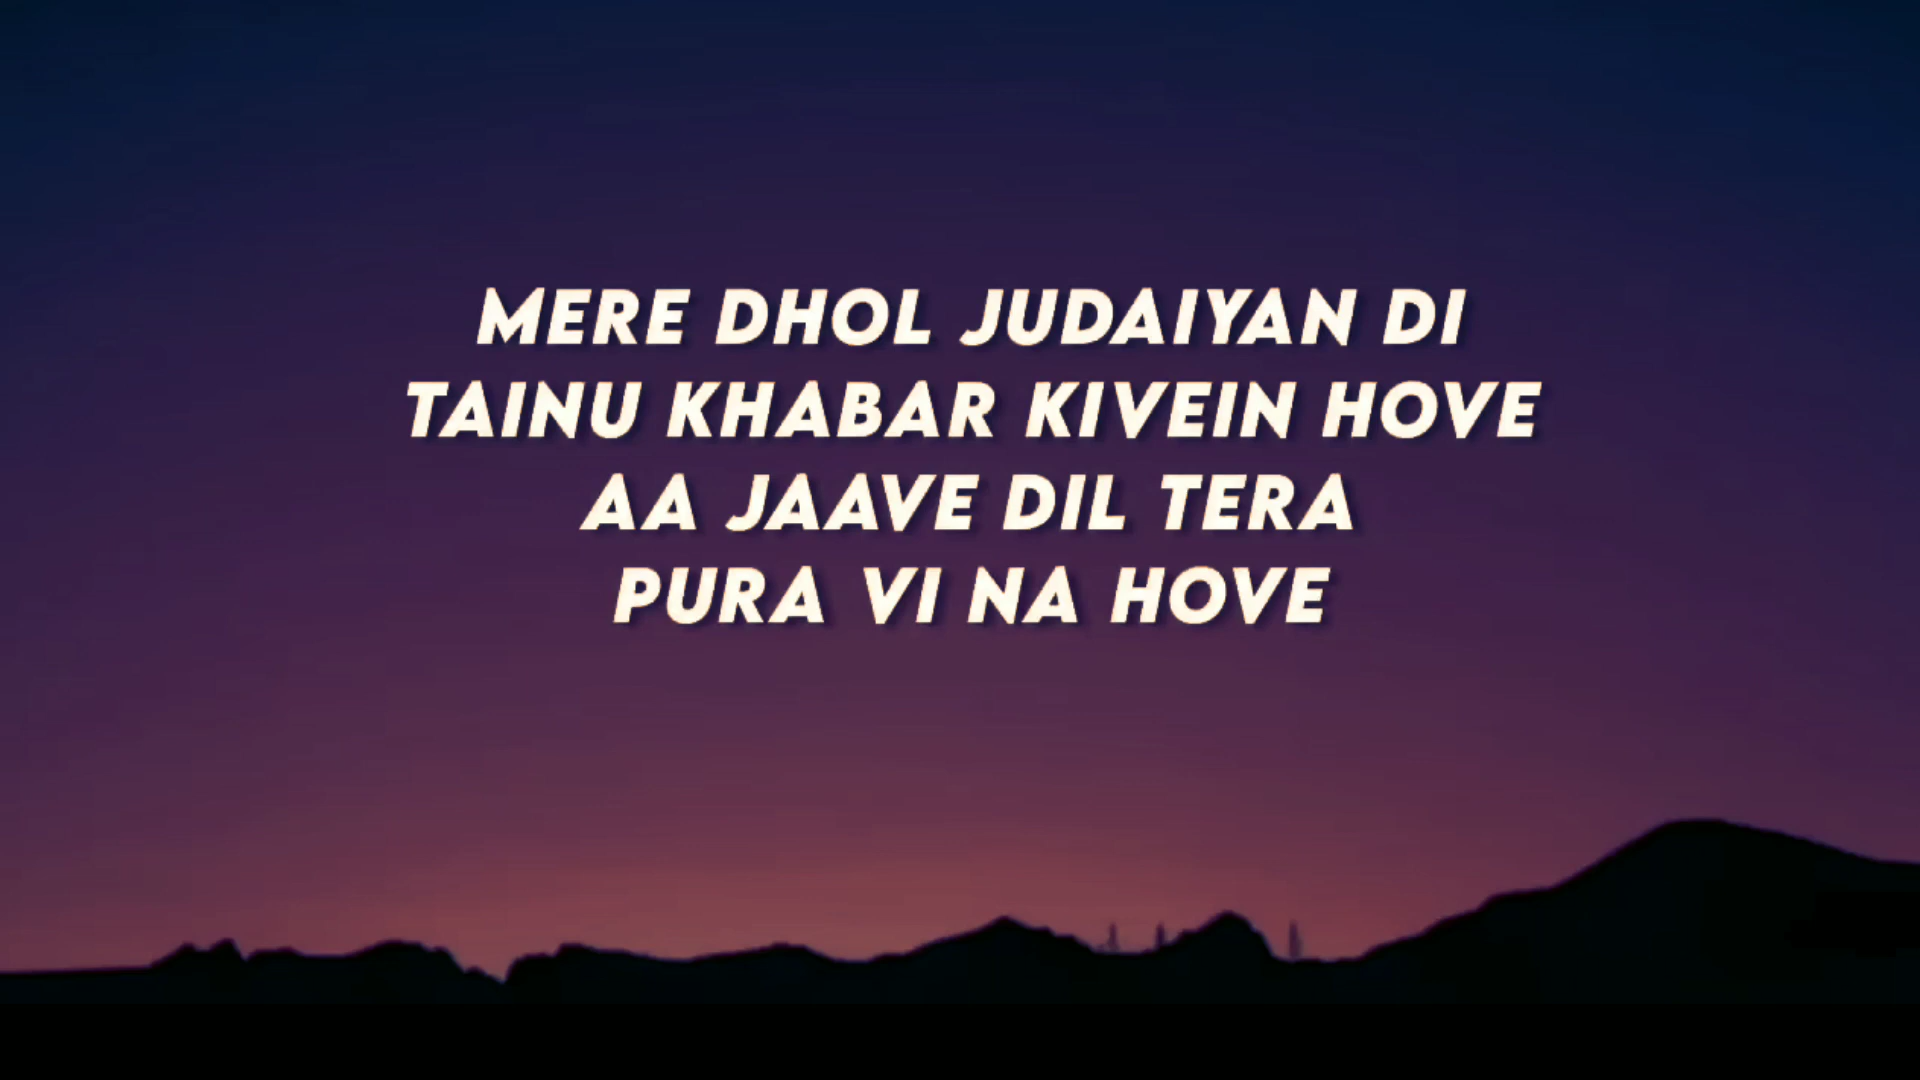 MERE DHOL JUDAIYAN DI
TAINU KHABAR KIVEIN HOVE
AA JAAVE DIL TERA
PURA VI NA HOVE